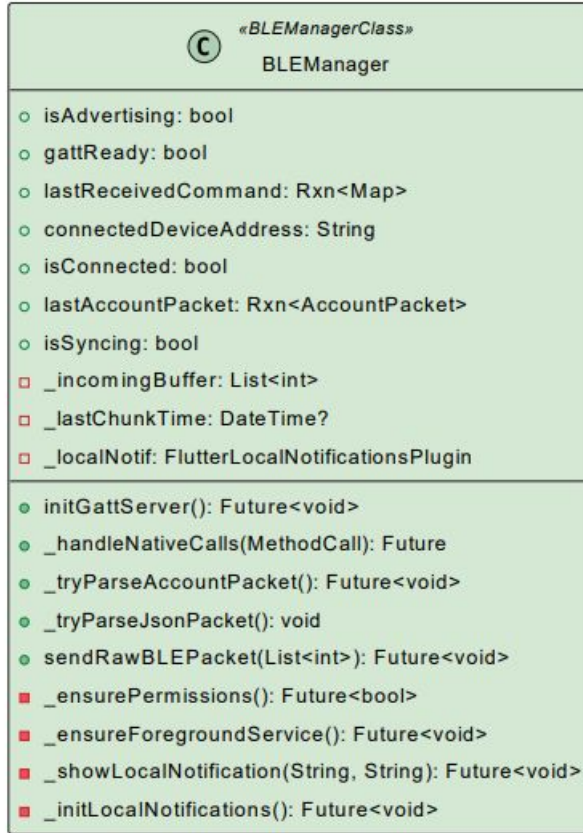 «BLEManagerClass»
C
BLEManager
isAdvertising: bool
gattReady: bool
lastReceivedCommand: Rxn<Map>
connectedDeviceAddress: String
isConnected: bool
lastAccountPacket: Rxn<AccountPacket>
isSyncing: bool
_incomingBuffer: List<int>
_lastChunkTime: DateTime?
_localNotif: FlutterLocalNotificationsPlugin
initGattServer(): Future<void>
_handleNativeCalls(MethodCall): Future
_tryParseAccountPacket(): Future<void>
_tryParseJsonPacket(): void
sendRawBLEPacket(List<int>): Future<void>
_ensurePermissions(): Future<bool>
_ensureForegroundService(): Future<void>
_showLocalNotification(String, String): Future<void>
_initLocalNotifications(): Future<void>